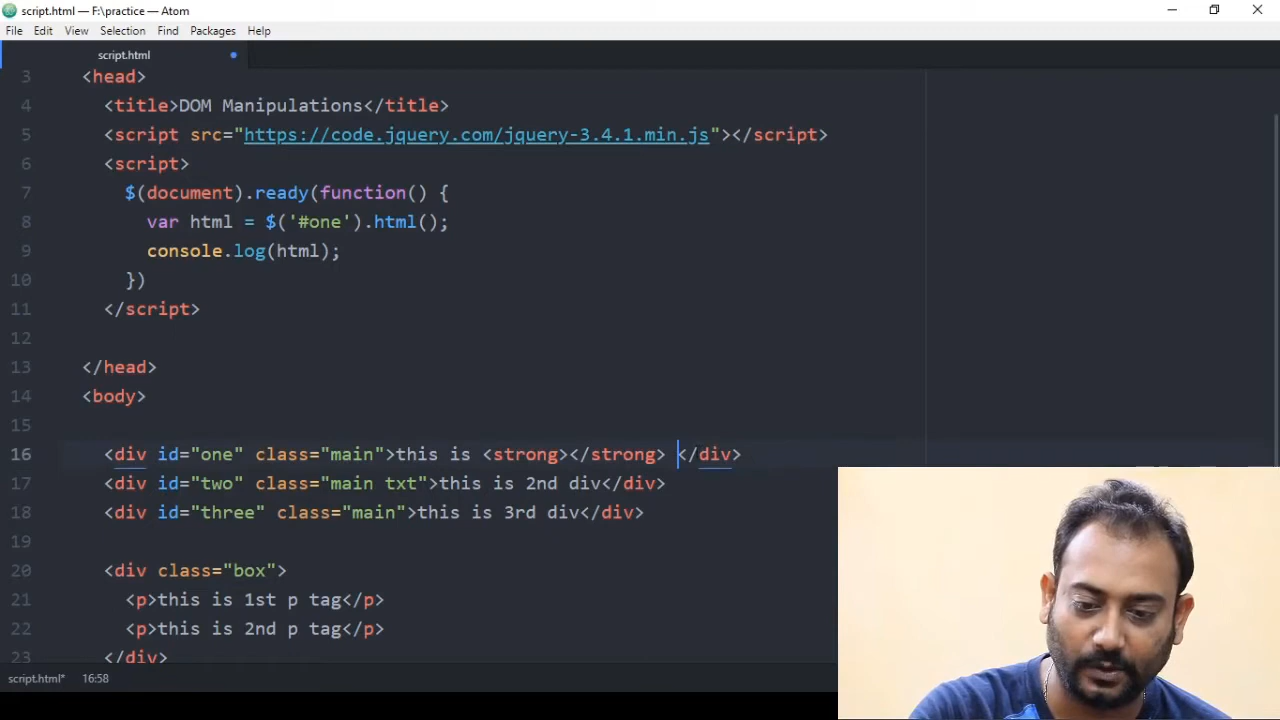 script.html — F:\practice — Atom
File Edit View Selection Find Packages Help
script.html
3 <head>
4 <title>DOM Manipulations</title>
5 <script src="https://code.jquery.com/jquery-3.4.1.min.js"></script>
6 <script>
7 $(document).ready(function() {
8 var html = $('#one').html();
9 console.log(html);
10 })
11 </script>
12
13 </head>
14 <body>
15
16 <div id="one" class="main">this is <strong></strong> </div>
17 <div id="two" class="main txt">this is 2nd div</div>
18 <div id="three" class="main">this is 3rd div</div>
19
20 <div class="box">
21 <p>this is 1st p tag</p>
22 <p>this is 2nd p tag</p>
23 </div>
script.html* 16:58